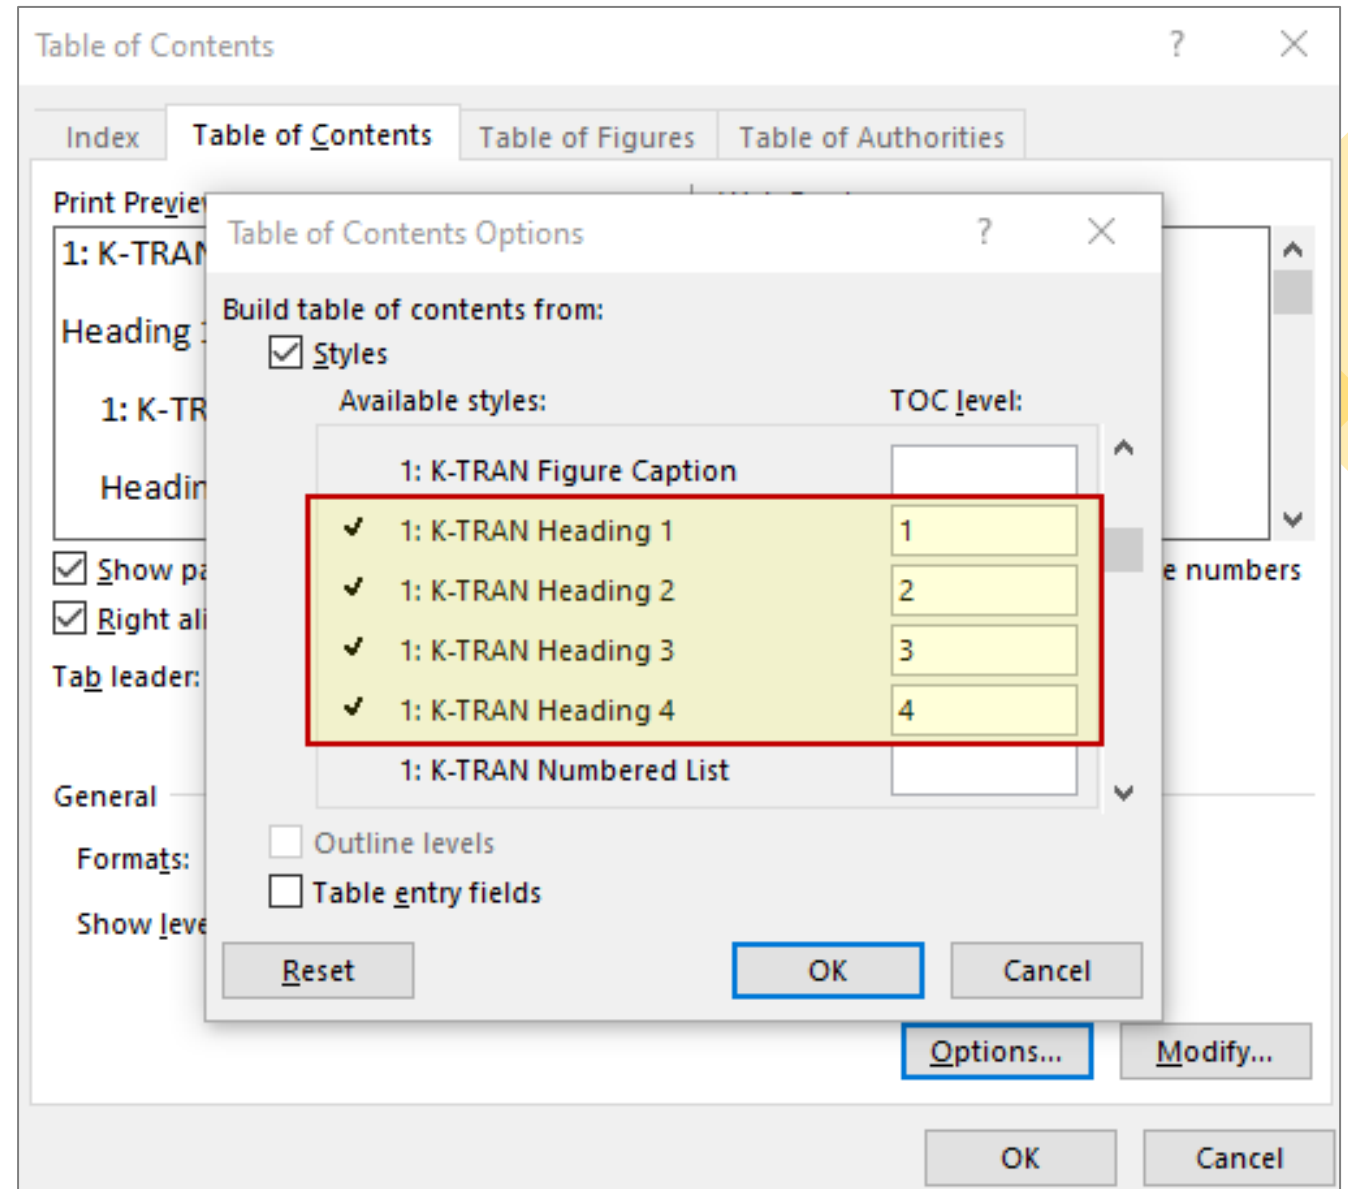 Table of Contents ?
Index Table of Contents Table of Figures Table of Authorities
Print Preview
1: K-TRAN
Heading 1
1: K-TR
Headin
Table of Contents Options ?
Build table of contents from:
Styles
Available styles: TOC level:
1: K-TRAN Figure Caption
1: K-TRAN Heading 1 1
1: K-TRAN Heading 2 2
1: K-TRAN Heading 3 3
1: K-TRAN Heading 4 4
1: K-TRAN Numbered List
Outline levels
Table entry fields
Reset OK Cancel
Show pa e numbers
Right ali
Tab leader:
General
Formats:
Show leve
Options... Modify...
OK Cancel